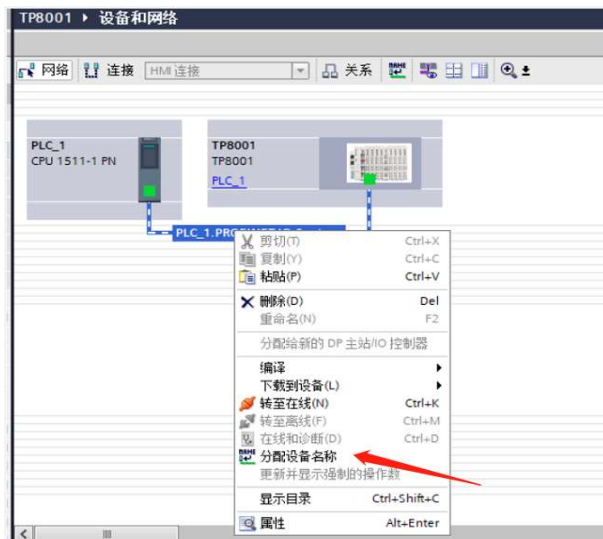 TP8001 ▸ 设备和网络
网络 连接 HMI 连接 关系
PLC_1
CPU 1511-1 PN
TP8001
TP8001
PLC_1
剪切(T) Ctrl+X
复制(Y) Ctrl+C
粘贴(P) Ctrl+V
删除(D) Del
重命名(N) F2
分配给新的 DP 主站/IO 控制器
编译
下载到设备(L)
转至在线(N) Ctrl+K
转至离线(F) Ctrl+M
在线和诊断(D) Ctrl+D
分配设备名称
更新并显示强制的操作数
显示目录 Ctrl+Shift+C
属性 Alt+Enter